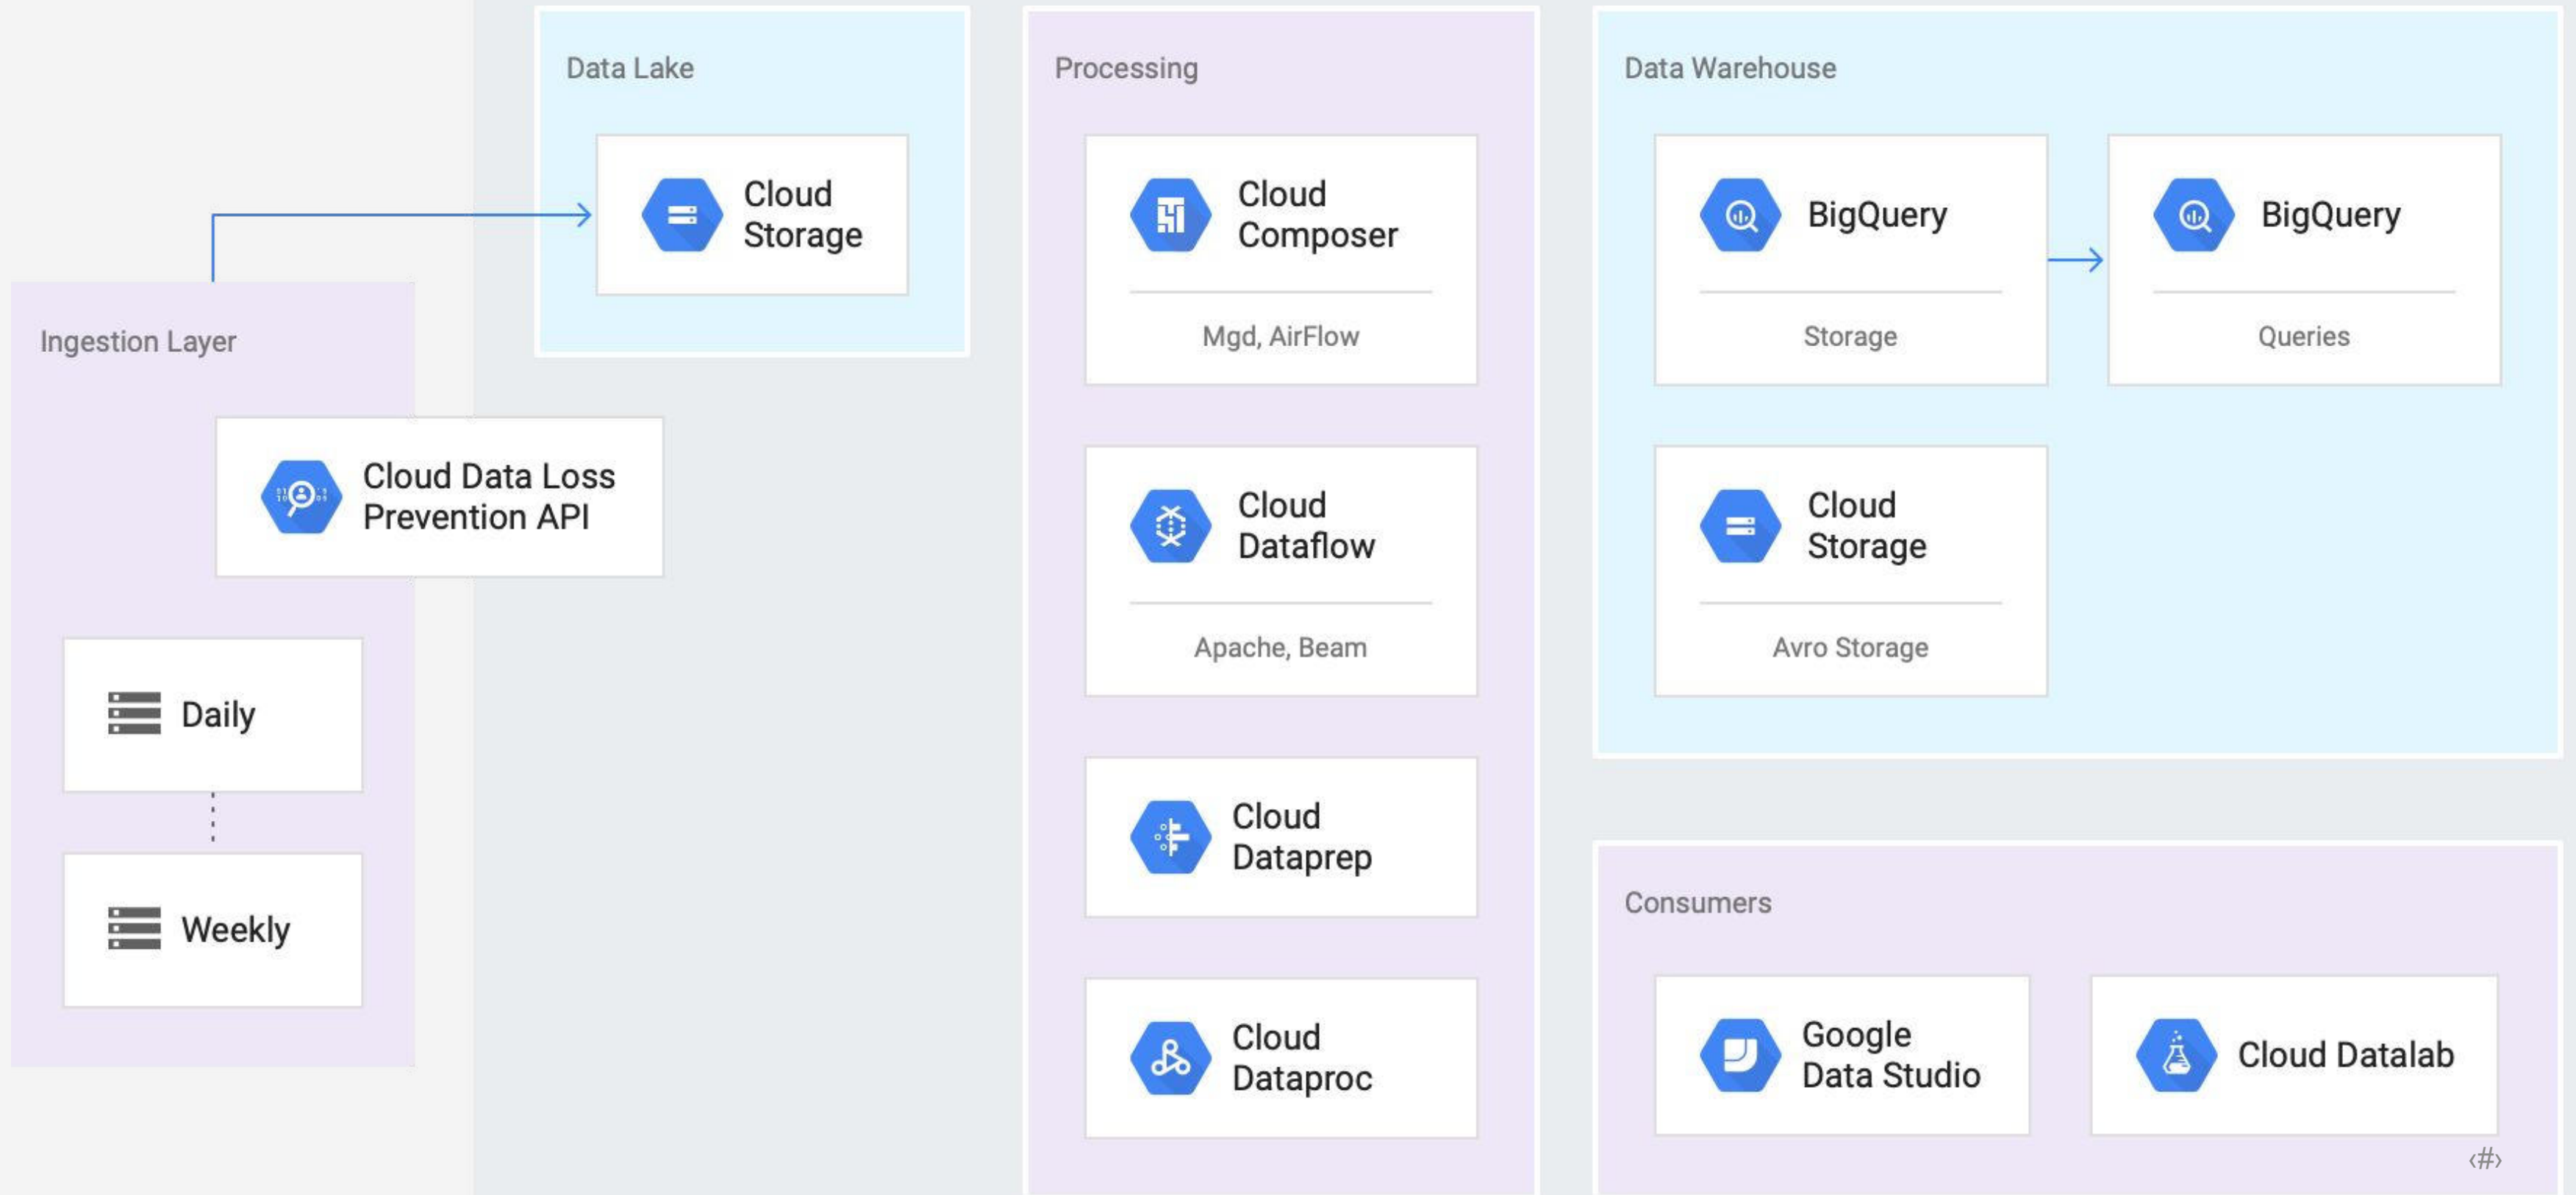 Ingestion Layer
Cloud Data Loss
Prevention API
Daily
Weekly
Data Lake
Cloud
Storage
Processing
Cloud
Composer
Mgd, AirFlow
Cloud
Dataflow
Apache, Beam
Cloud
Dataprep
Cloud
Dataproc
Data Warehouse
BigQuery
Storage
BigQuery
Queries
Cloud
Storage
Avro Storage
Consumers
Google
Data Studio
Cloud Datalab
‹#›